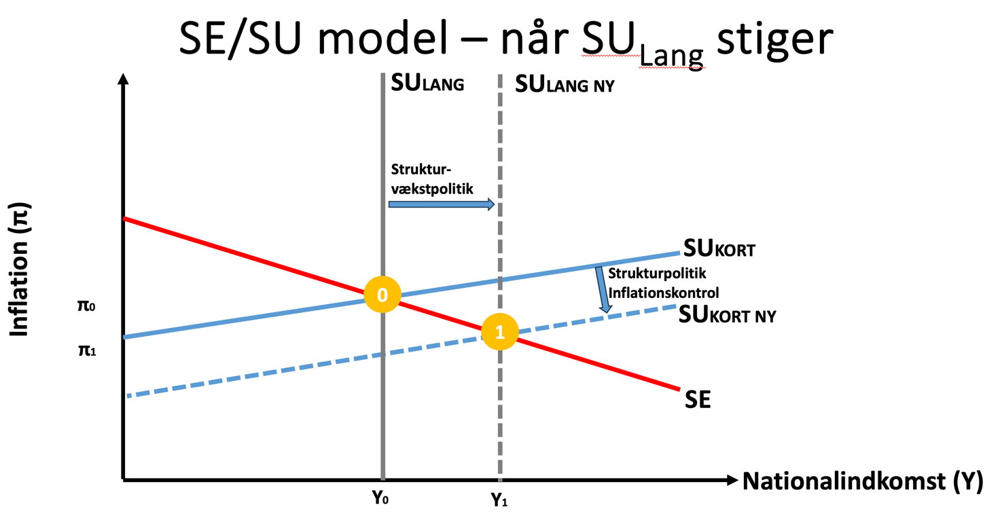 SE/SU model – når SU_Lang stiger
SULANG
SULANG NY
Struktur-
vækstpolitik
Inflation (π)
SUKORT
Strukturpolitik
Inflationskontrol
SUKORT NY
π0
π1
0
1
SE
Nationalindkomst (Y)
Y0
Y1